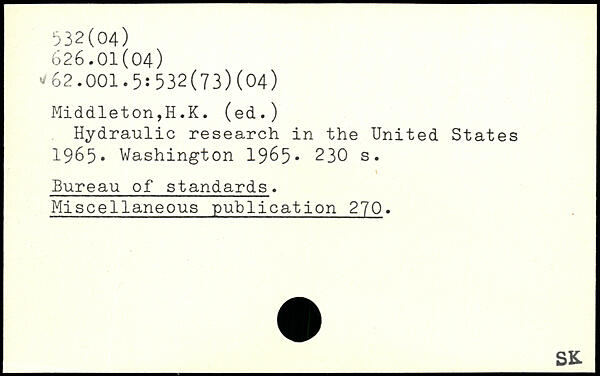 532(04)
626.01(04)
√62.001.5:532(73)(04)
Middleton,H.K. (ed.)
Hydraulic research in the United States
1965. Washington 1965. 230 s.
Bureau of standards.
Miscellaneous publication 270.
SK